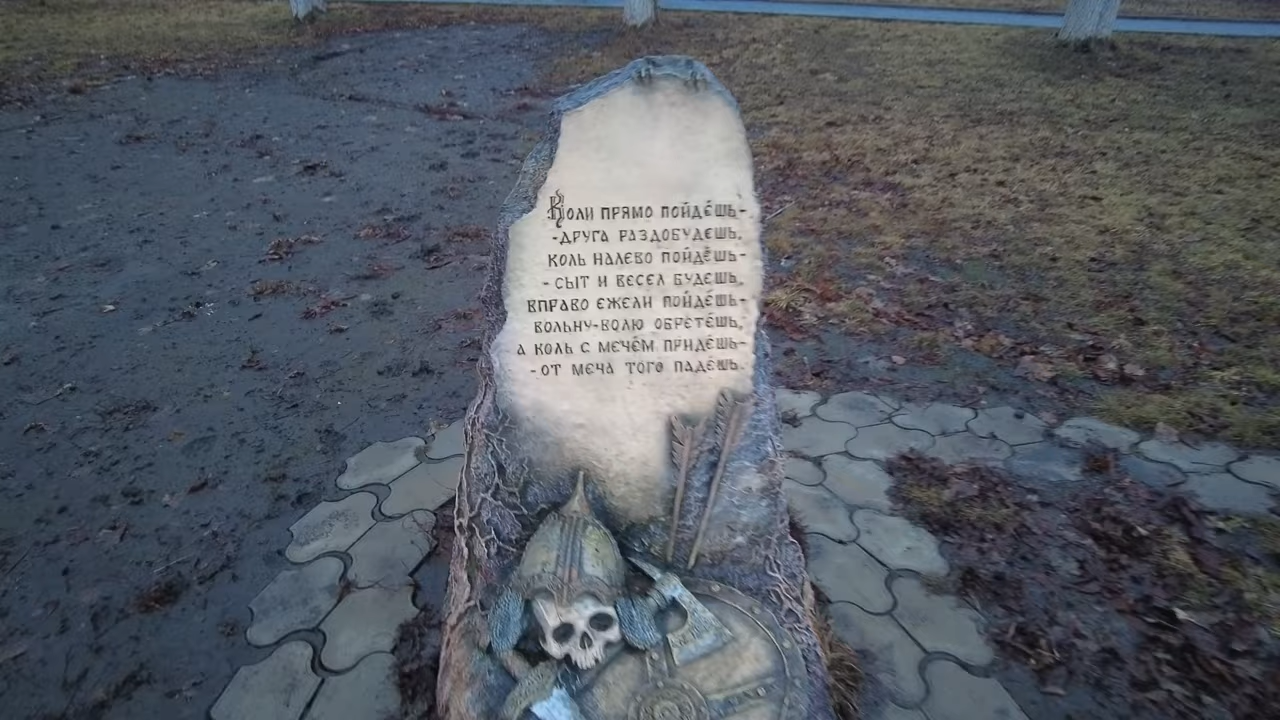 Коли прямо пойдёшь-
-друга раздобудешь,
коль налево пойдёшь-
-сыт и весел будешь,
вправо ежели пойдёшь-
вольну-волю обретёшь,
а коль с мечём придёшь-
-от меча того падёшь.